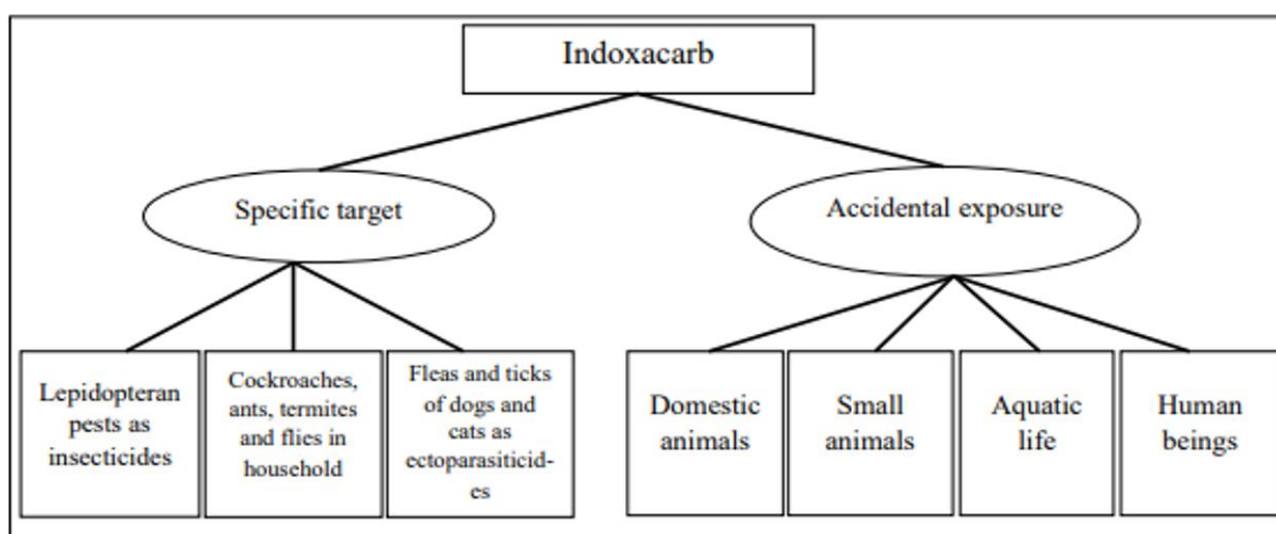 Indoxacarb
Specific target
Accidental exposure
Lepidopteran
pests as
insecticides
Cockroaches,
ants, termites
and flies in
household
Fleas and ticks
of dogs and
cats as
ectoparasiticid-
es
Domestic
animals
Small
animals
Aquatic
life
Human
beings